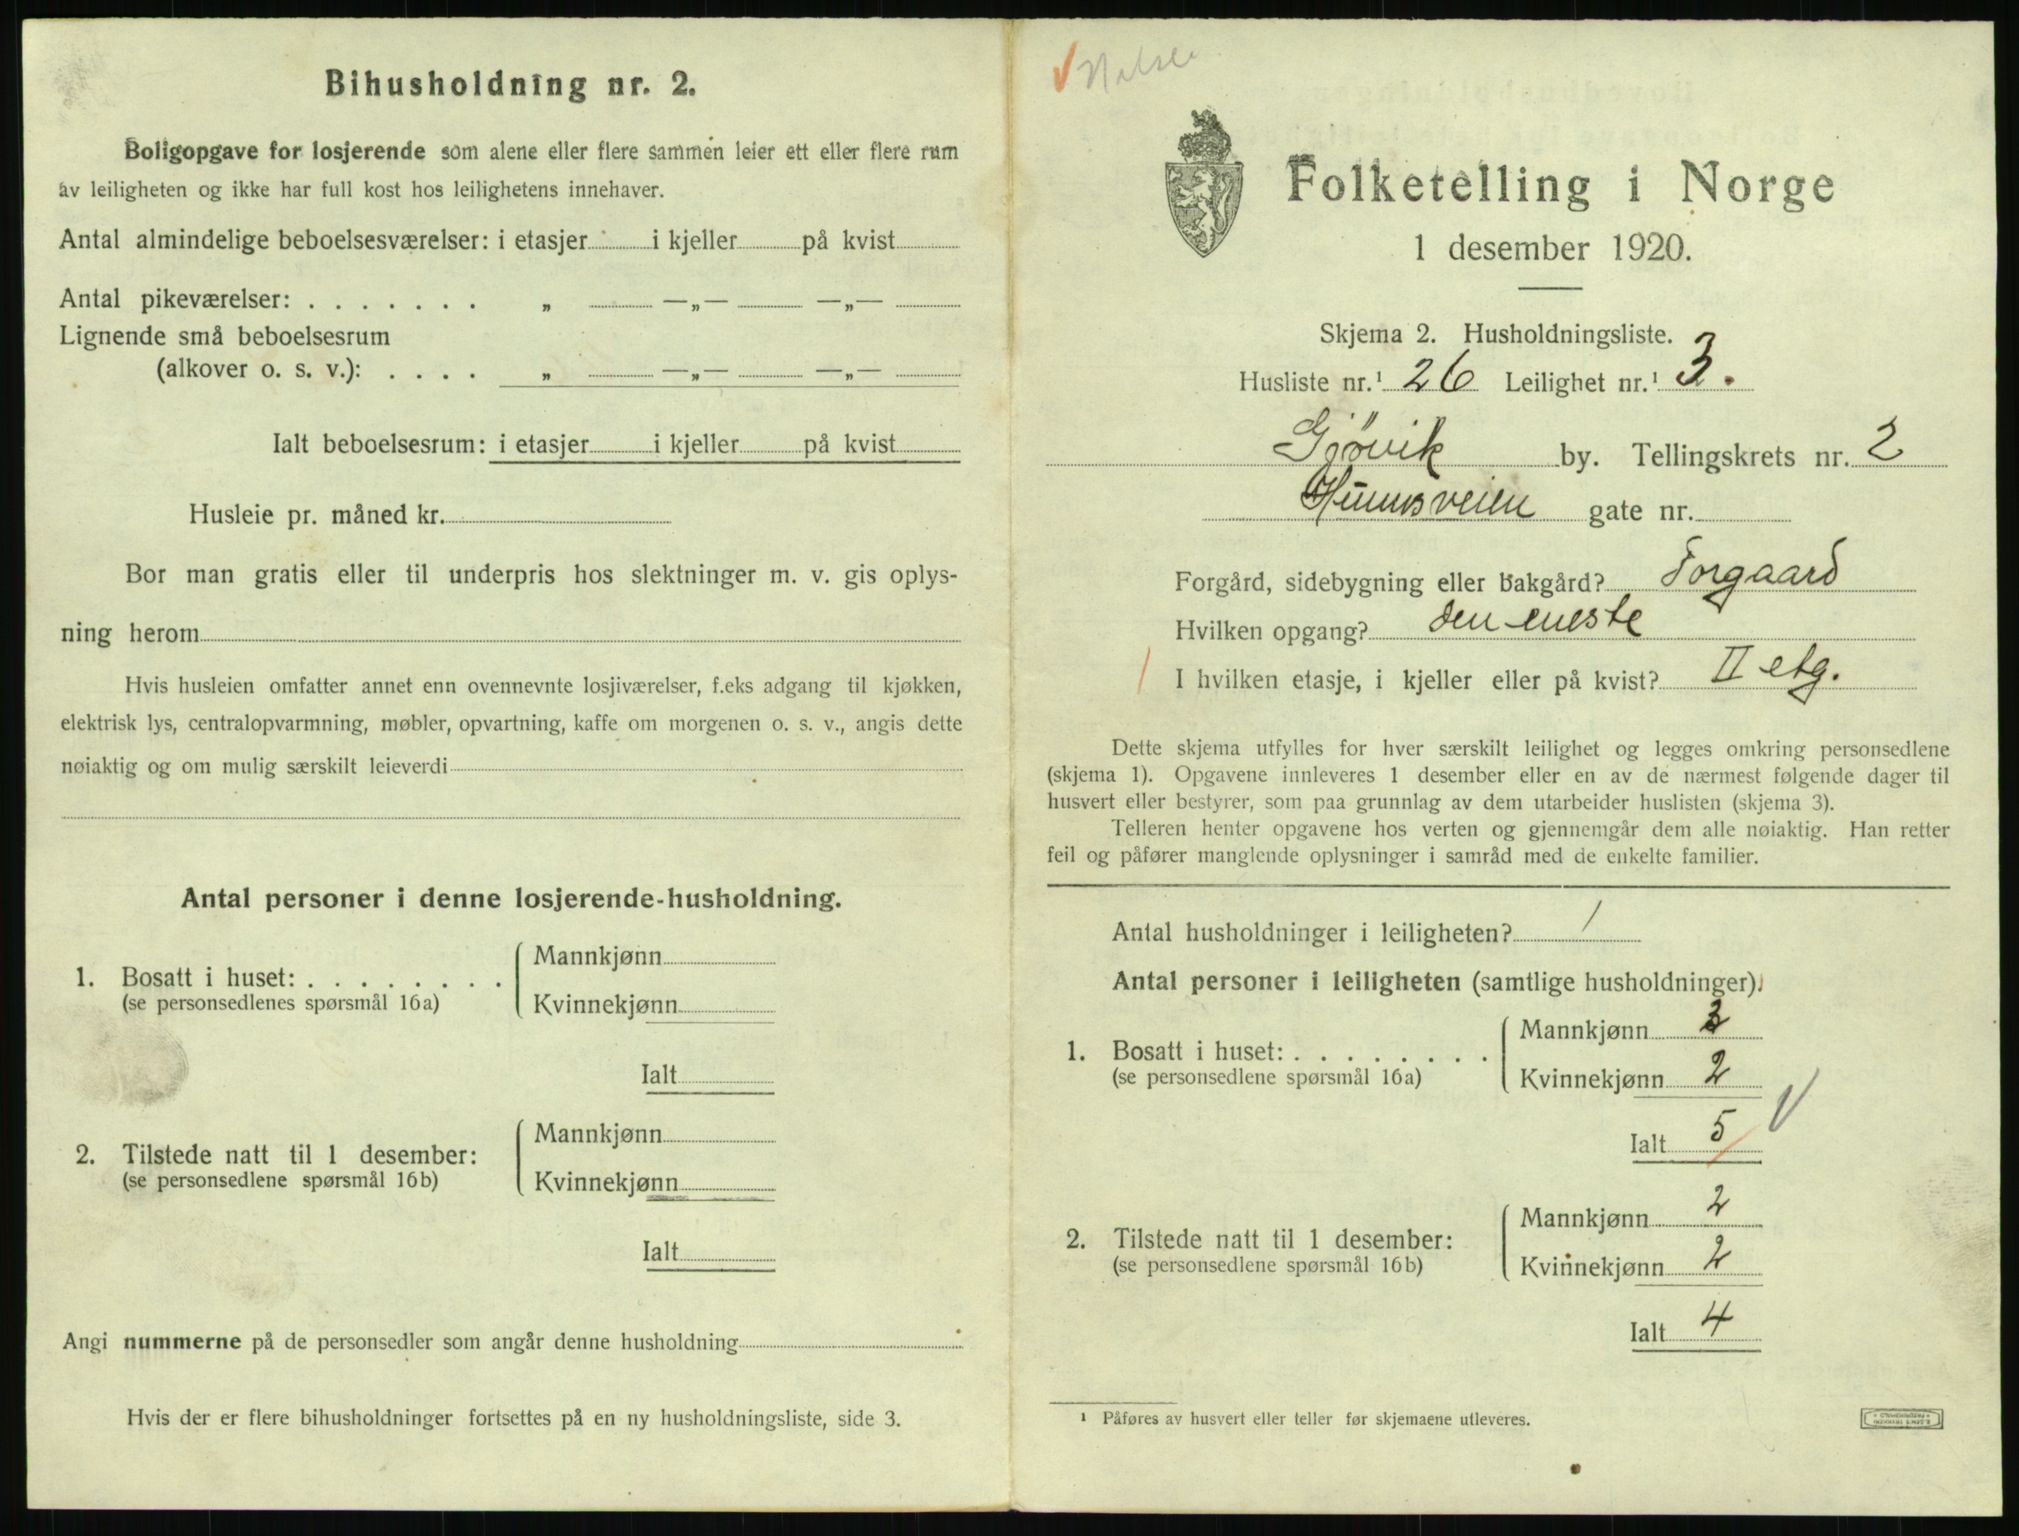 Bihusholdning nr. 2.
Boligopgave for losjerende som alene eller flere sammen leier ett eller flere rum
av leiligheten og ikke har full kost hos leilighetens innehaver.
Antal almindelige beboelsesværelser: i etasjer i kjeller på kvist
Antal pikeværelser: . . . . . . . „ —„— —„—
Lignende små beboelsesrum
(alkover o. s. v.): . . . . „ —„— —„—
Ialt beboelsesrum: i etasjer i kjeller på kvist
Husleie pr. måned kr.
Bor man gratis eller til underpris hos slektninger m. v. gis oplys-
ning herom
Hvis husleien omfatter annet enn ovennevnte losjiværelser, f.eks adgang til kjøkken,
elektrisk lys, centralopvarmning, møbler, opvartning, kaffe om morgenen o. s. v., angis dette
nøiaktig og om mulig særskilt leieverdi
Antal personer i denne losjerende-husholdning.
1. Bosatt i huset: . . . . . . . . Mannkjønn
(se personsedlenes spørsmål 16a) Kvinnekjønn
Ialt
2. Tilstede natt til 1 desember: Mannkjønn
(se personsedlene spørsmål 16b) Kvinnekjønn
Ialt
Angi nummerne på de personsedler som angår denne husholdning
Hvis der er flere bihusholdninger fortsettes på en ny husholdningsliste, side 3.
Folketelling i Norge
1 desember 1920.
Skjema 2. Husholdningsliste.
Husliste nr.¹ 26 Leilighet nr.¹ 3.
Gjøvik by. Tellingskrets nr. 2
Hunnsveien gate nr.
Forgård, sidebygning eller bakgård? Forgaard
Hvilken opgang? den eneste
I hvilken etasje, i kjeller eller på kvist? II etg.
Dette skjema utfylles for hver særskilt leilighet og legges omkring personsedlene
(skjema 1). Opgavene innleveres 1 desember eller en av de nærmest følgende dager til
husvert eller bestyrer, som paa grunnlag av dem utarbeider huslisten (skjema 3).
Telleren henter opgavene hos verten og gjennemgår dem alle nøiaktig. Han retter
feil og påfører manglende oplysninger i samråd med de enkelte familier.
Antal husholdninger i leiligheten? 1
Antal personer i leiligheten (samtlige husholdninger).
1. Bosatt i huset: . . . . . . . . Mannkjønn 3
(se personsedlene spørsmål 16a) Kvinnekjønn 2
Ialt 5
2. Tilstede natt til 1 desember: Mannkjønn 2
(se personsedlene spørsmål 16b) Kvinnekjønn 2
Ialt 4
¹ Påføres av husvert eller teller før skjemaene utleveres.